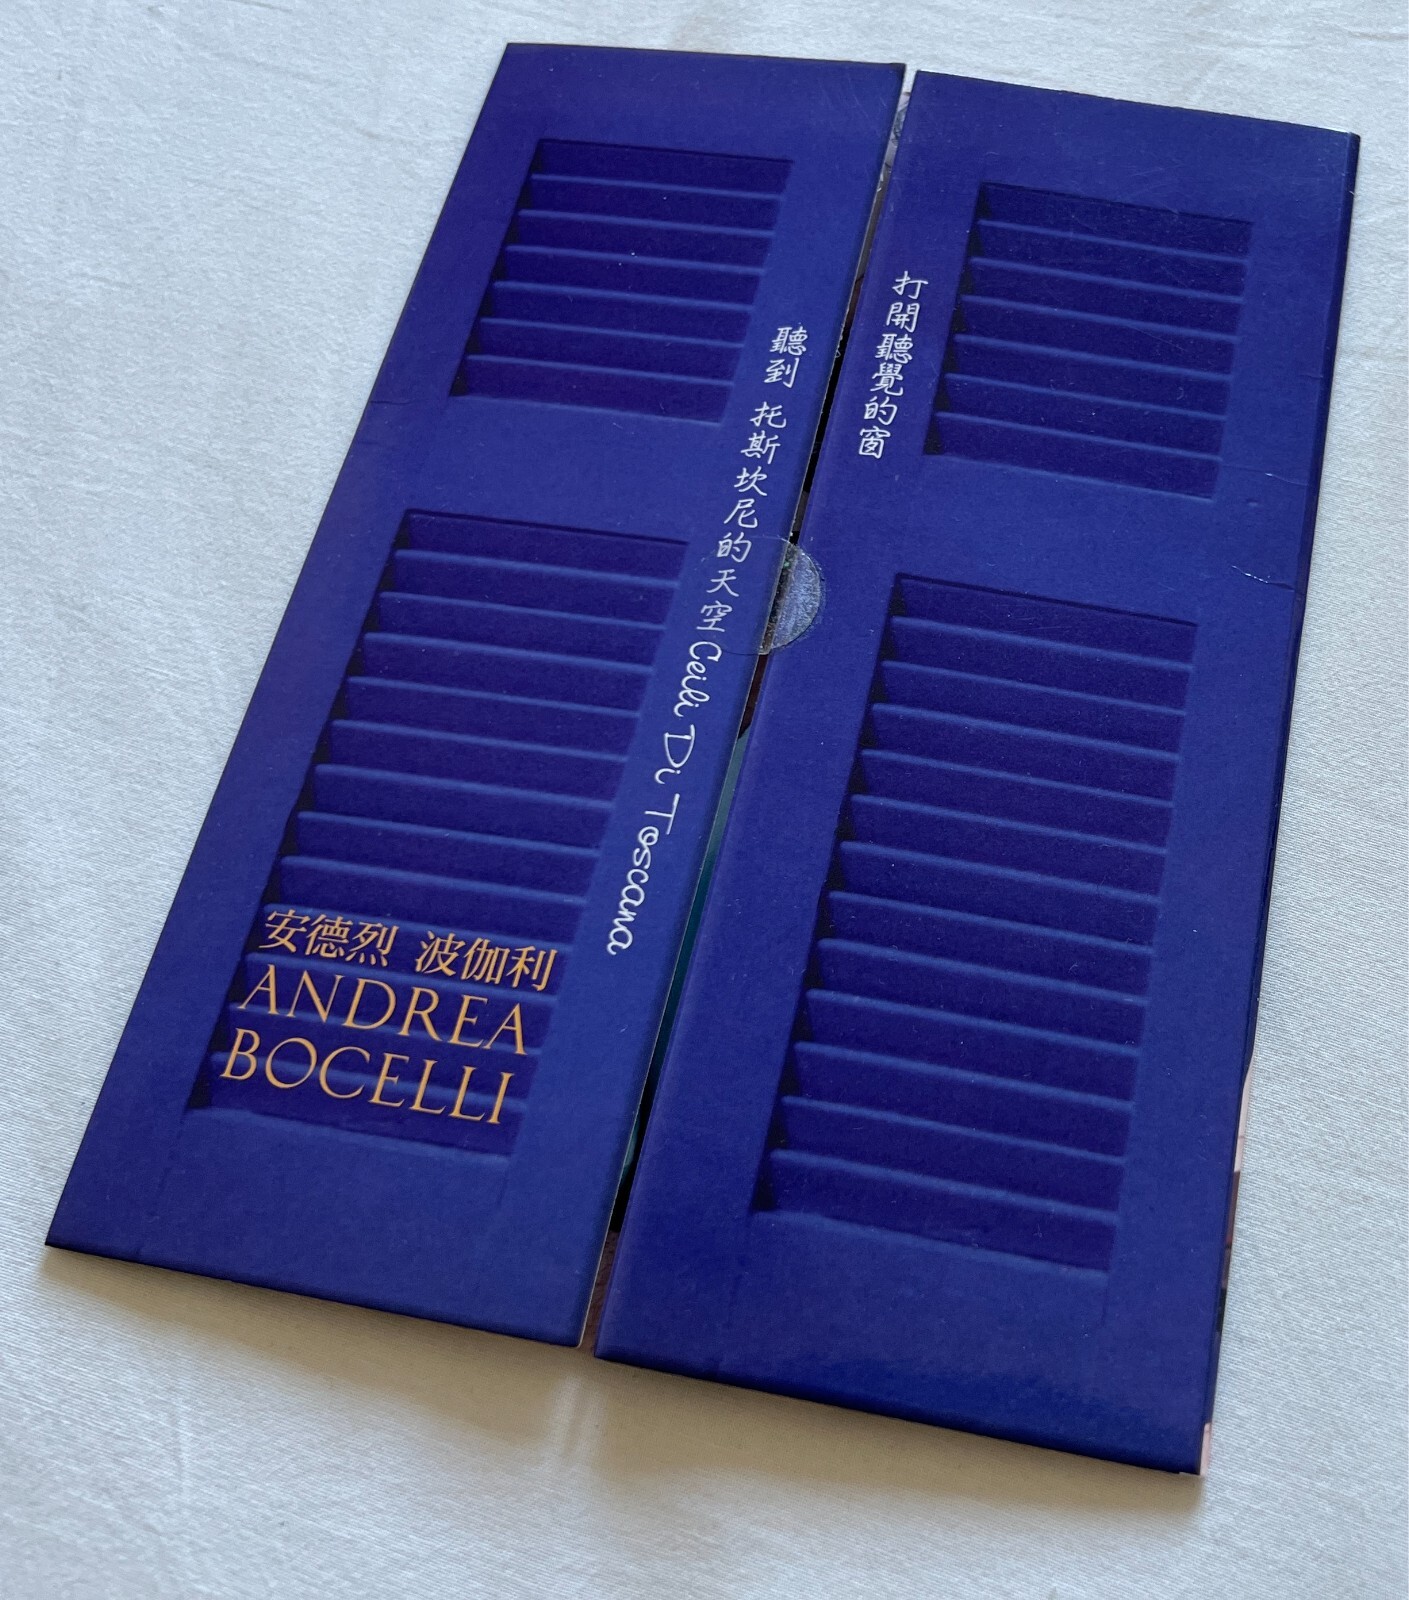 打開聽覺的窗
聽到 托斯坎尼的天空 Ceili Di Toscana
安德烈 波伽利
ANDREA
BOCELLI